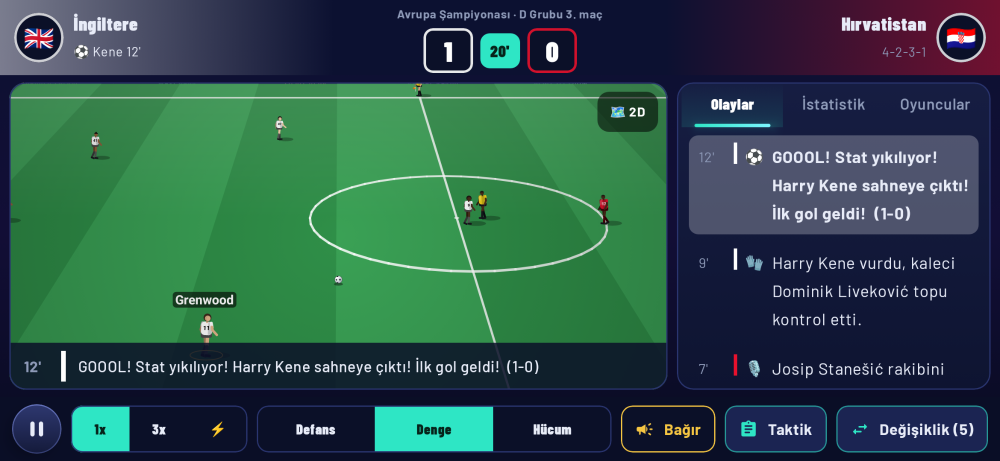 İngiltere
Kene 12'
Avrupa Şampiyonası · D Grubu 3. maç
1
20'
0
Hırvatistan
4-2-3-1
2D
Grenwood
11
12'
GOOOL! Stat yıkılıyor! Harry Kene sahneye çıktı! İlk gol geldi! (1-0)
Olaylar
İstatistik
Oyuncular
12'
GOOOL! Stat yıkılıyor!
Harry Kene sahneye çıktı!
İlk gol geldi! (1-0)
9'
Harry Kene vurdu, kaleci
Dominik Liveković topu
kontrol etti.
7'
Josip Stanešić rakibini
1x
3x
Defans
Denge
Hücum
Bağır
Taktik
Değişiklik (5)